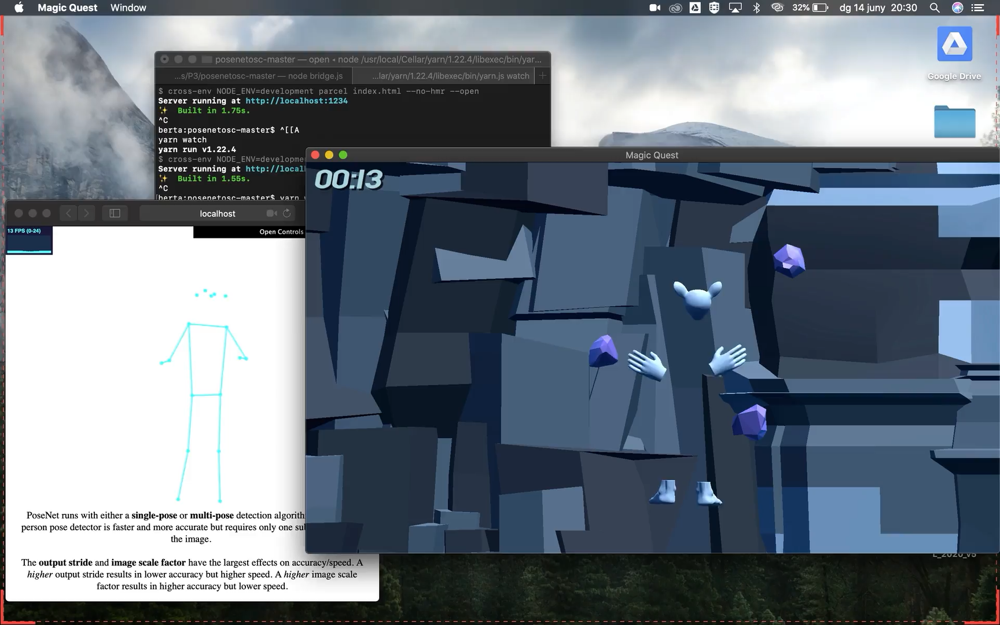 Magic Quest Window 32% dg 14 juny 20:30
Google Drive
posenetosc-master — open ◂ node /usr/local/Cellar/yarn/1.22.4/libexec/bin/yar...
...s/P3/posenetosc-master — node bridge.js
...lar/yarn/1.22.4/libexec/bin/yarn.js watch
$ cross-env NODE_ENV=development parcel index.html --no-hmr --open
Server running at http://localhost:1234
✨ Built in 1.75s.
^C
berta:posenetosc-master$ ^[[A
yarn watch
yarn run v1.22.4
$ cross-env NODE_ENV=developme
Server running at http://local
✨ Built in 1.55s.
^C
berta:posenetosc-master$ yarn
Magic Quest
00:13
localhost
13 FPS (0-24)
Open Controls
PoseNet runs with either a single-pose or multi-pose detection algorith
person pose detector is faster and more accurate but requires only one su
the image.
The output stride and image scale factor have the largest effects on accuracy/speed. A
higher output stride results in lower accuracy but higher speed. A higher image scale
factor results in higher accuracy but lower speed.
L_2020_v5